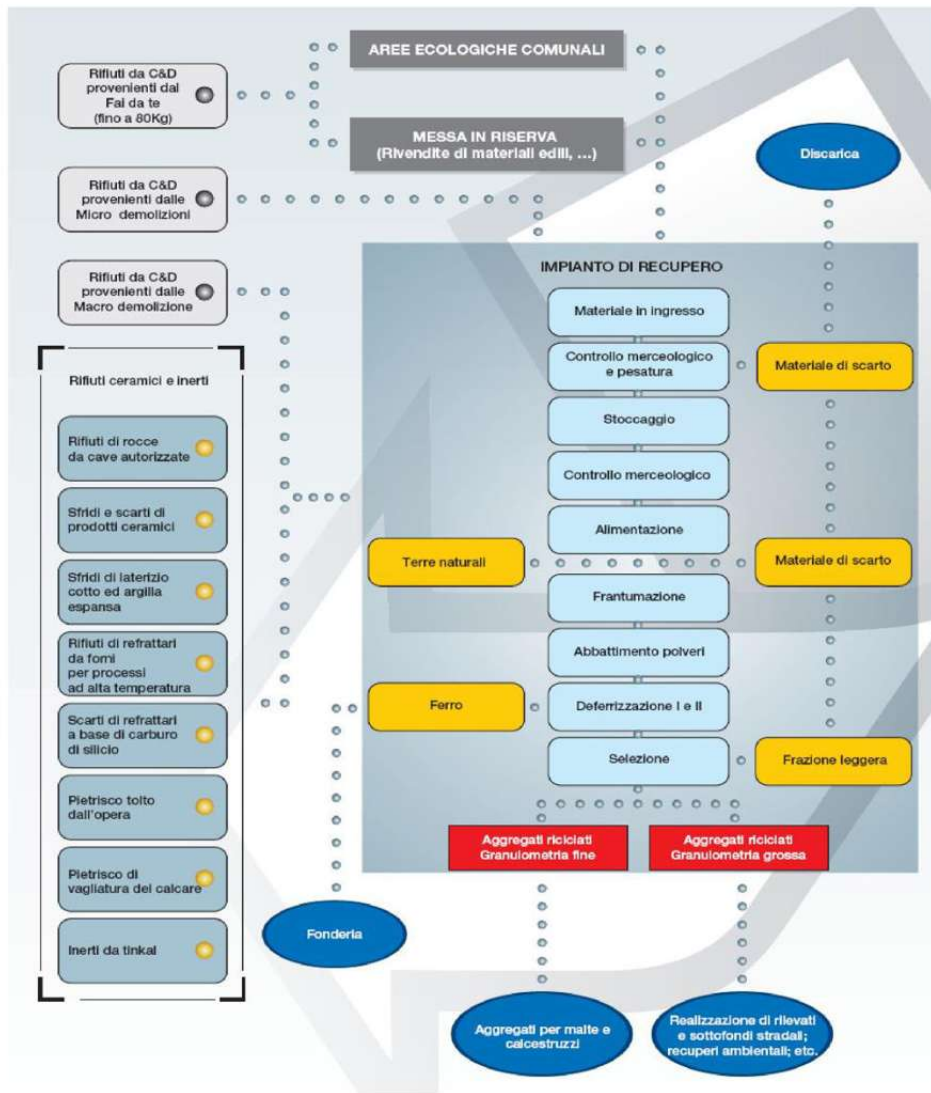 AREE ECOLOGICHE COMUNALI
Rifiuti da C&D
provenienti dal
Fai da te
(fino a 80Kg)
MESSA IN RISERVA
(Rivendite di materiali edili, ...)
Discarica
Rifiuti da C&D
provenienti dalle
Micro demolizioni
Rifiuti da C&D
provenienti dalle
Macro demolizione
IMPIANTO DI RECUPERO
Materiale in ingresso
Controllo merceologico
e pesatura
Materiale di scarto
Stoccaggio
Controllo merceologico
Alimentazione
Terre naturali
Materiale di scarto
Frantumazione
Abbattimento polveri
Ferro
Deferrizzazione I e II
Selezione
Frazione leggera
Aggregati riciclati
Granulometria fine
Aggregati riciclati
Granulometria grossa
Rifiuti ceramici e inerti
Rifiuti di rocce
da cave autorizzate
Sfridi e scarti di
prodotti ceramici
Sfridi di laterizio
cotto ed argilla
espansa
Rifiuti di refrattari
da forni
per processi
ad alta temperatura
Scarti di refrattari
a base di carburo
di silicio
Pietrisco tolto
dall'opera
Pietrisco di
vagliatura del calcare
Inerti da tinkal
Fonderia
Aggregati per malte e
calcestruzzi
Realizzazione di rilevati
e sottofondi stradali;
recuperi ambientali; etc.